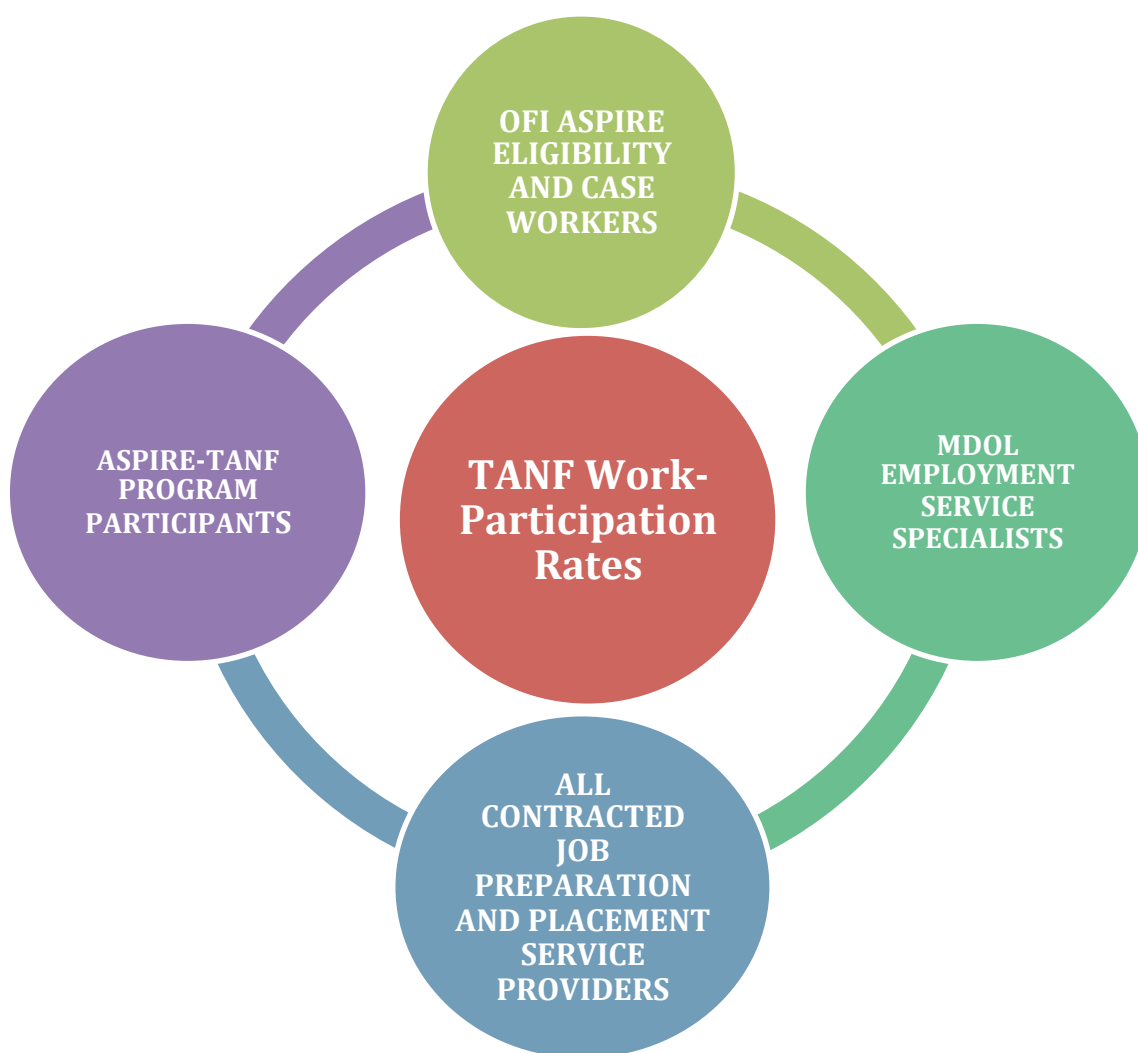 OFI ASPIRE
ELIGIBILITY
AND CASE
WORKERS
ASPIRE-TANF
PROGRAM
PARTICIPANTS
TANF Work-
Participation
Rates
MDOL
EMPLOYMENT
SERVICE
SPECIALISTS
ALL
CONTRACTED
JOB
PREPARATION
AND PLACEMENT
SERVICE
PROVIDERS